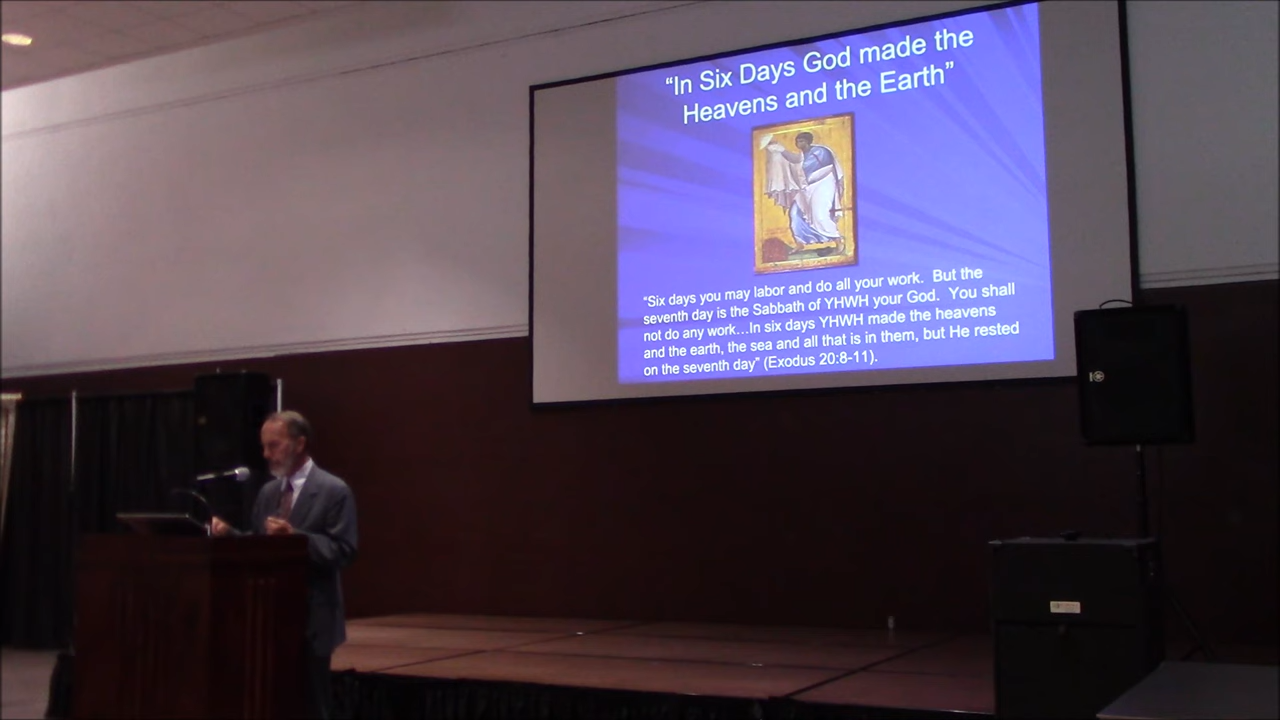 “In Six Days God made the
Heavens and the Earth”
“Six days you may labor and do all your work. But the
seventh day is the Sabbath of YHWH your God. You shall
not do any work…In six days YHWH made the heavens
and the earth, the sea and all that is in them, but He rested
on the seventh day” (Exodus 20:8-11).